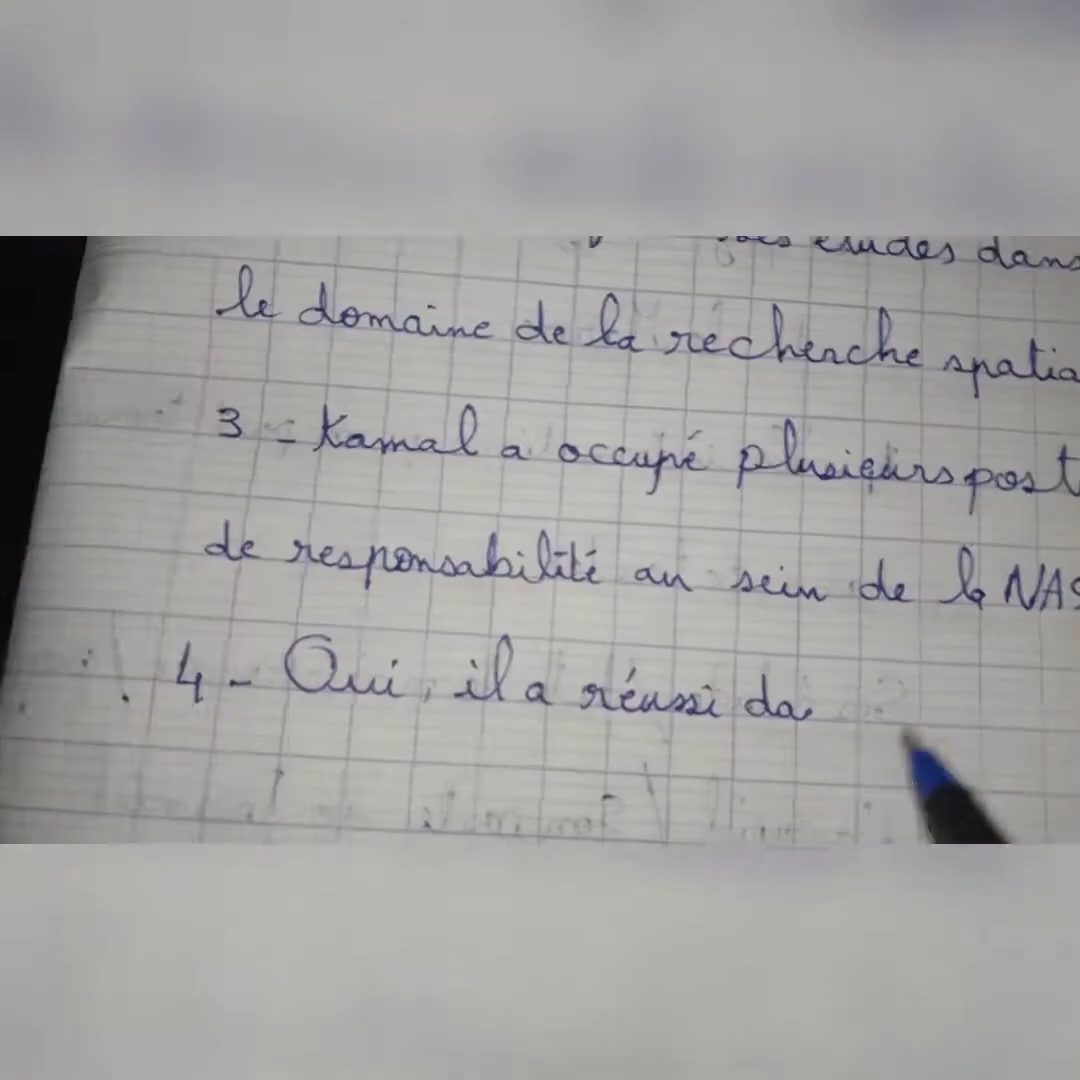 études dans
le domaine de la recherche spatia
3 - Kamal a occupé plusieurs post
de responsabilité au sein de la NAS
4 - Oui, il a réussi da